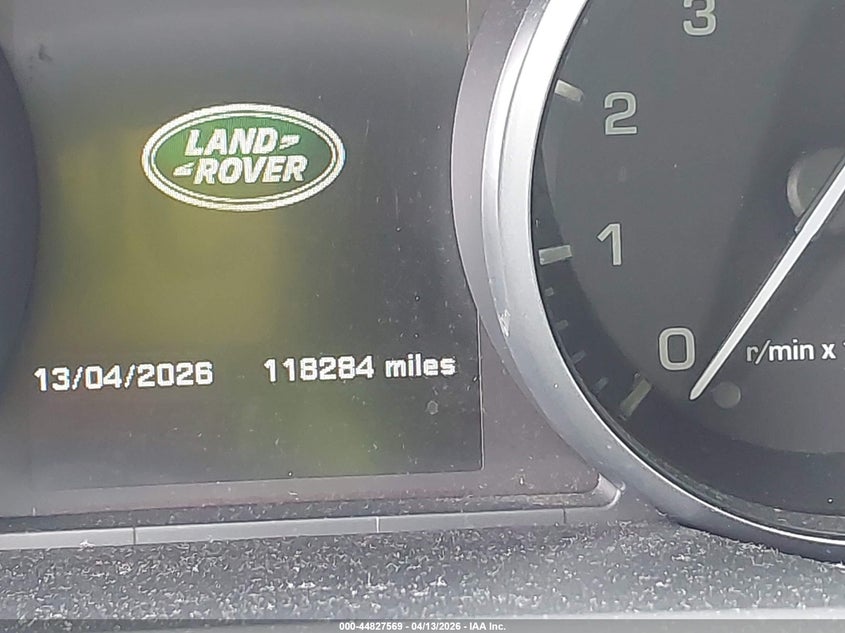 LAND
ROVER
13/04/2026 118284 miles
3
2
1
0
r/min x
000-44827569 - 04/13/2026 - IAA Inc.